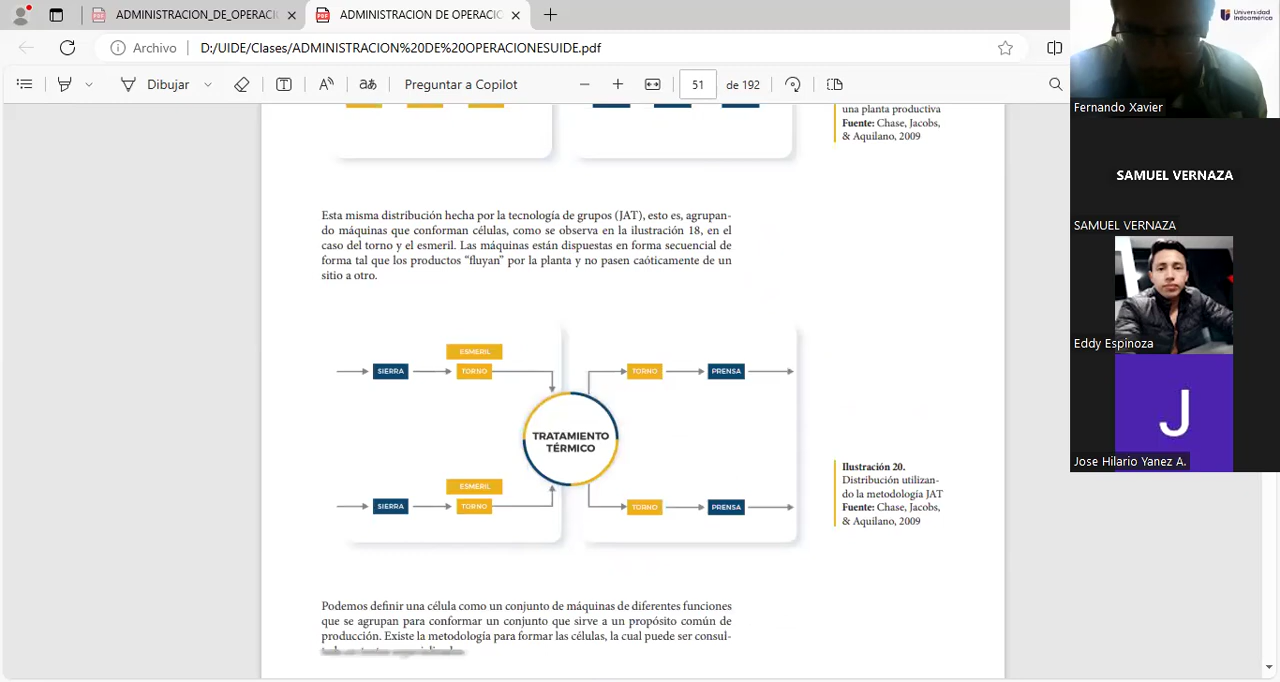 ADMINISTRACION_DE_OPERACI
ADMINISTRACION DE OPERACIO
Archivo
D:/UIDE/Clases/ADMINISTRACION%20DE%20OPERACIONESUIDE.pdf
Dibujar
Preguntar a Copilot
51
de 192
una planta productiva
Fuente: Chase, Jacobs,
& Aquilano, 2009
Esta misma distribución hecha por la tecnología de grupos (JAT), esto es, agrupan-
do máquinas que conforman células, como se observa en la ilustración 18, en el
caso del torno y el esmeril. Las máquinas están dispuestas en forma secuencial de
forma tal que los productos “fluyan” por la planta y no pasen caóticamente de un
sitio a otro.
ESMERIL
SIERRA
TORNO
TORNO
PRENSA
TRATAMIENTO
TÉRMICO
ESMERIL
SIERRA
TORNO
TORNO
PRENSA
Ilustración 20.
Distribución utilizan-
do la metodología JAT
Fuente: Chase, Jacobs,
& Aquilano, 2009
Podemos definir una célula como un conjunto de máquinas de diferentes funciones
que se agrupan para conformar un conjunto que sirve a un propósito común de
producción. Existe la metodología para formar las células, la cual puede ser consul-
Universidad
Indoamérica
Fernando Xavier
SAMUEL VERNAZA
SAMUEL VERNAZA
Eddy Espinoza
J
Jose Hilario Yanez A.